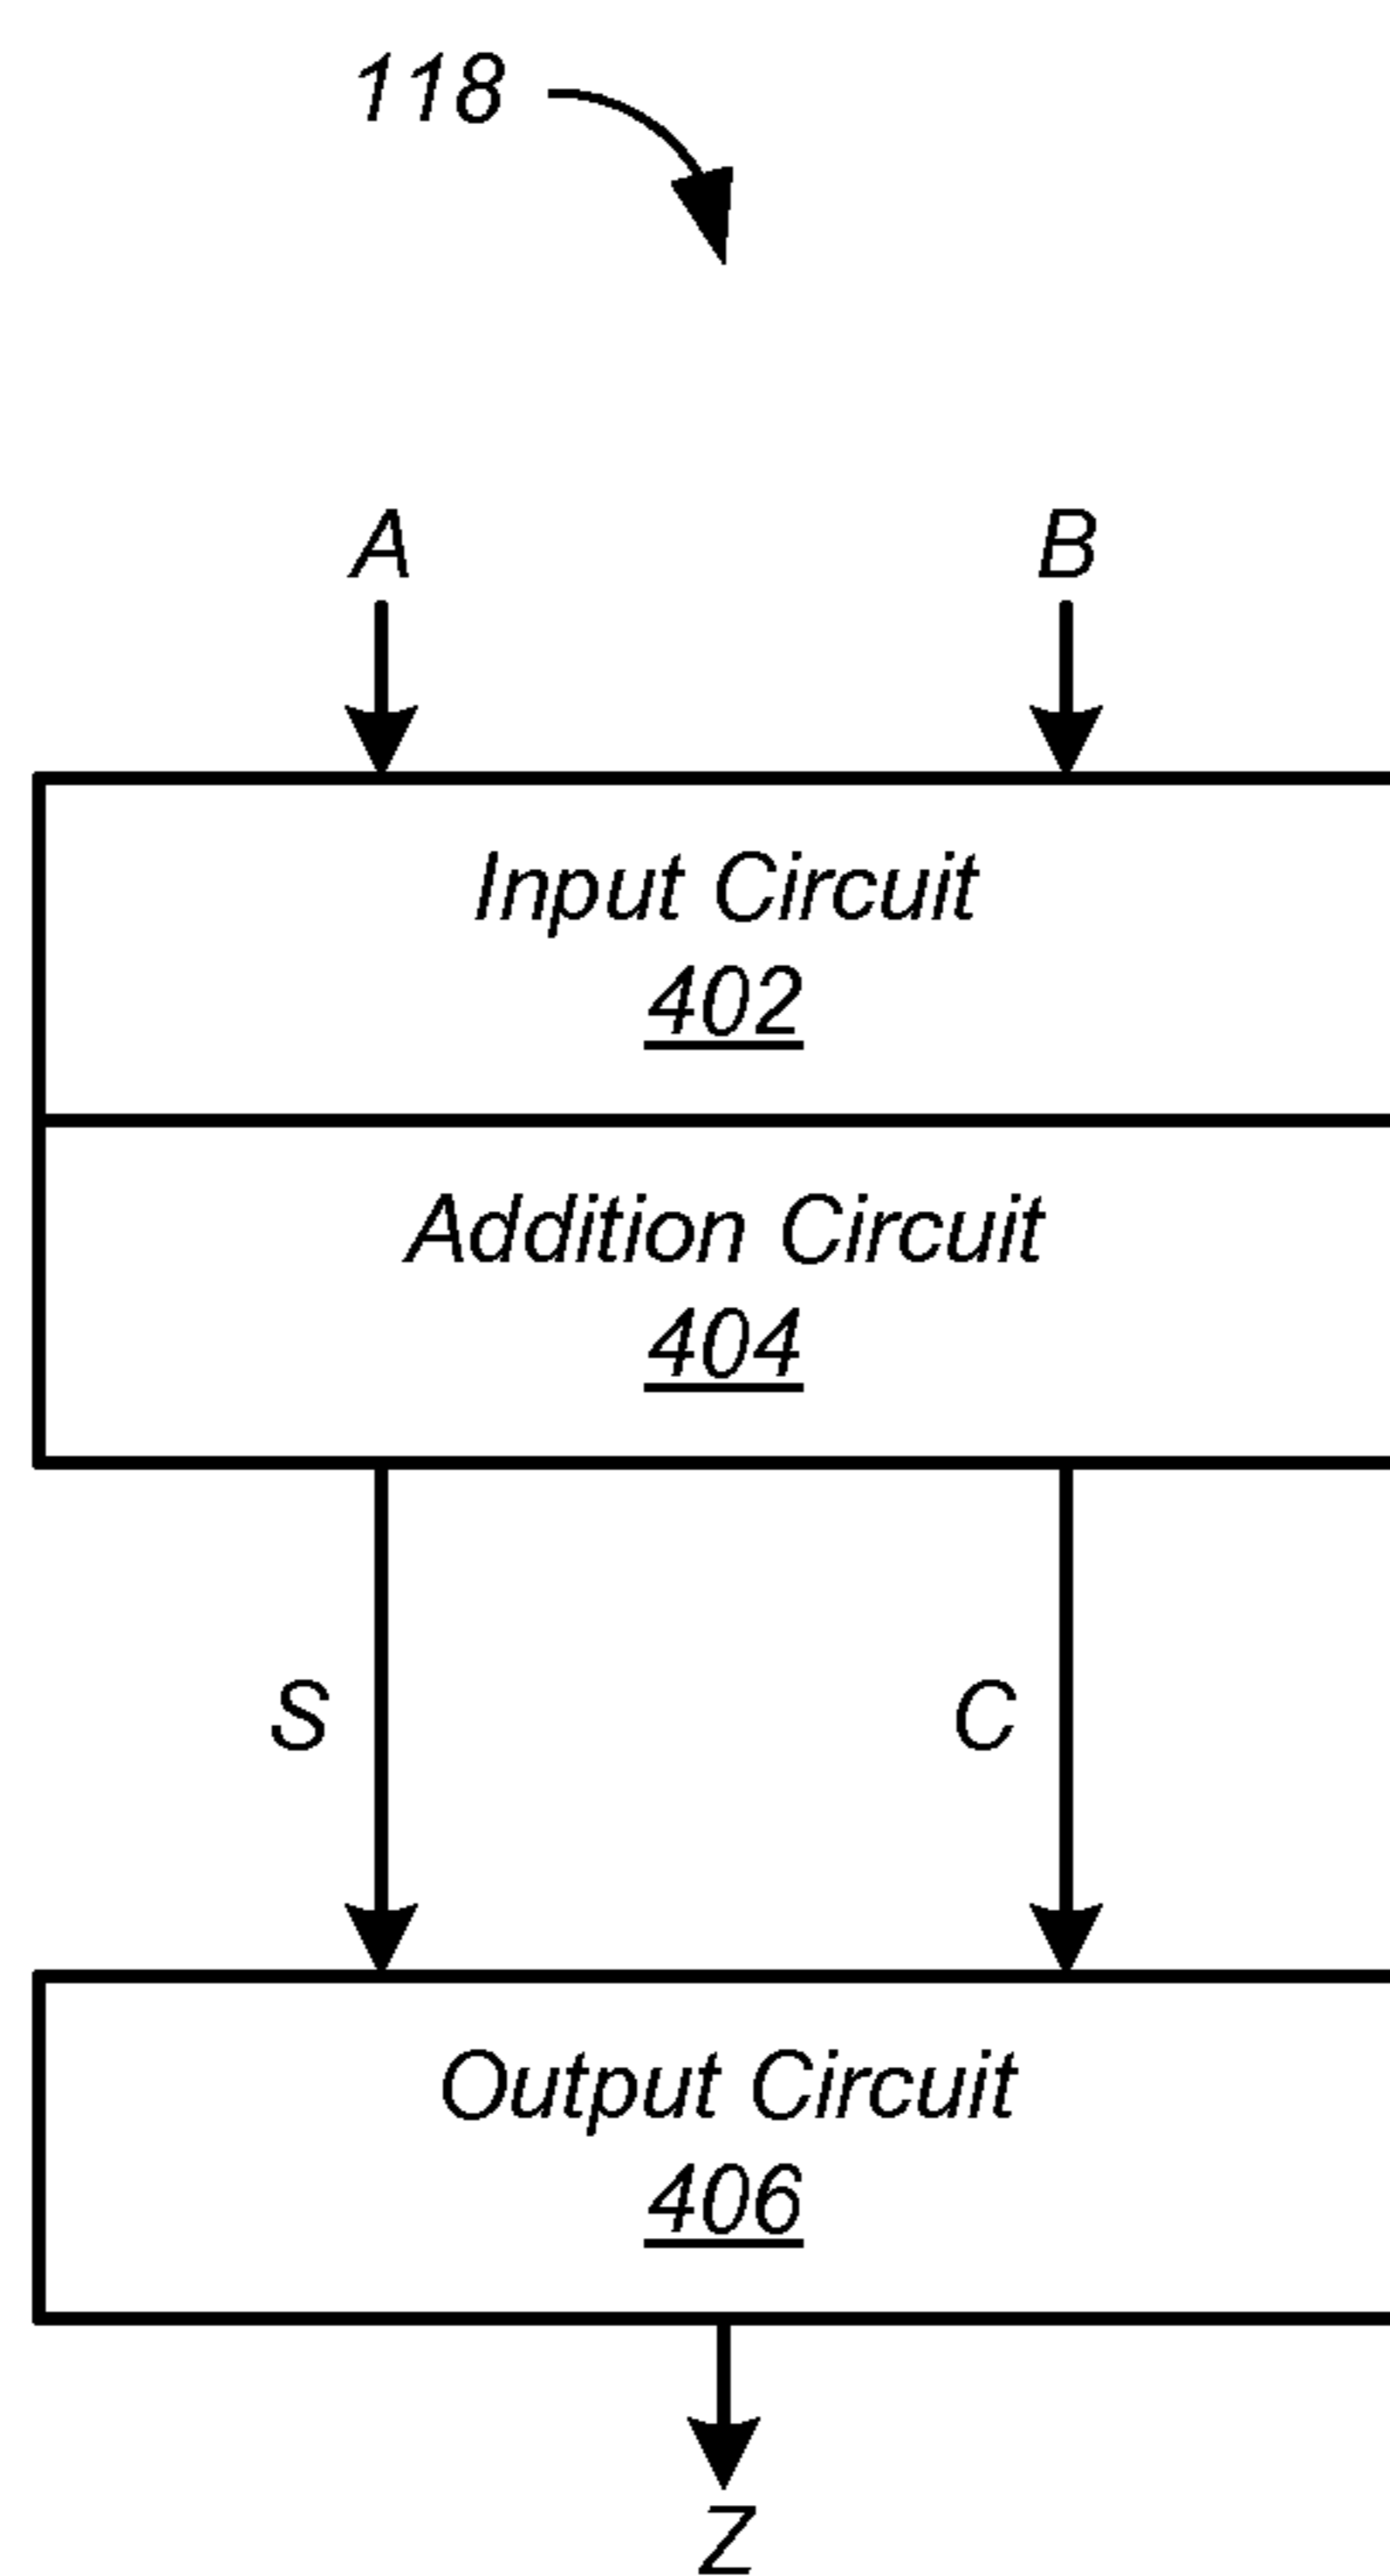 118
A B
Input Circuit
402
Addition Circuit
404
S C
Output Circuit
406
Z